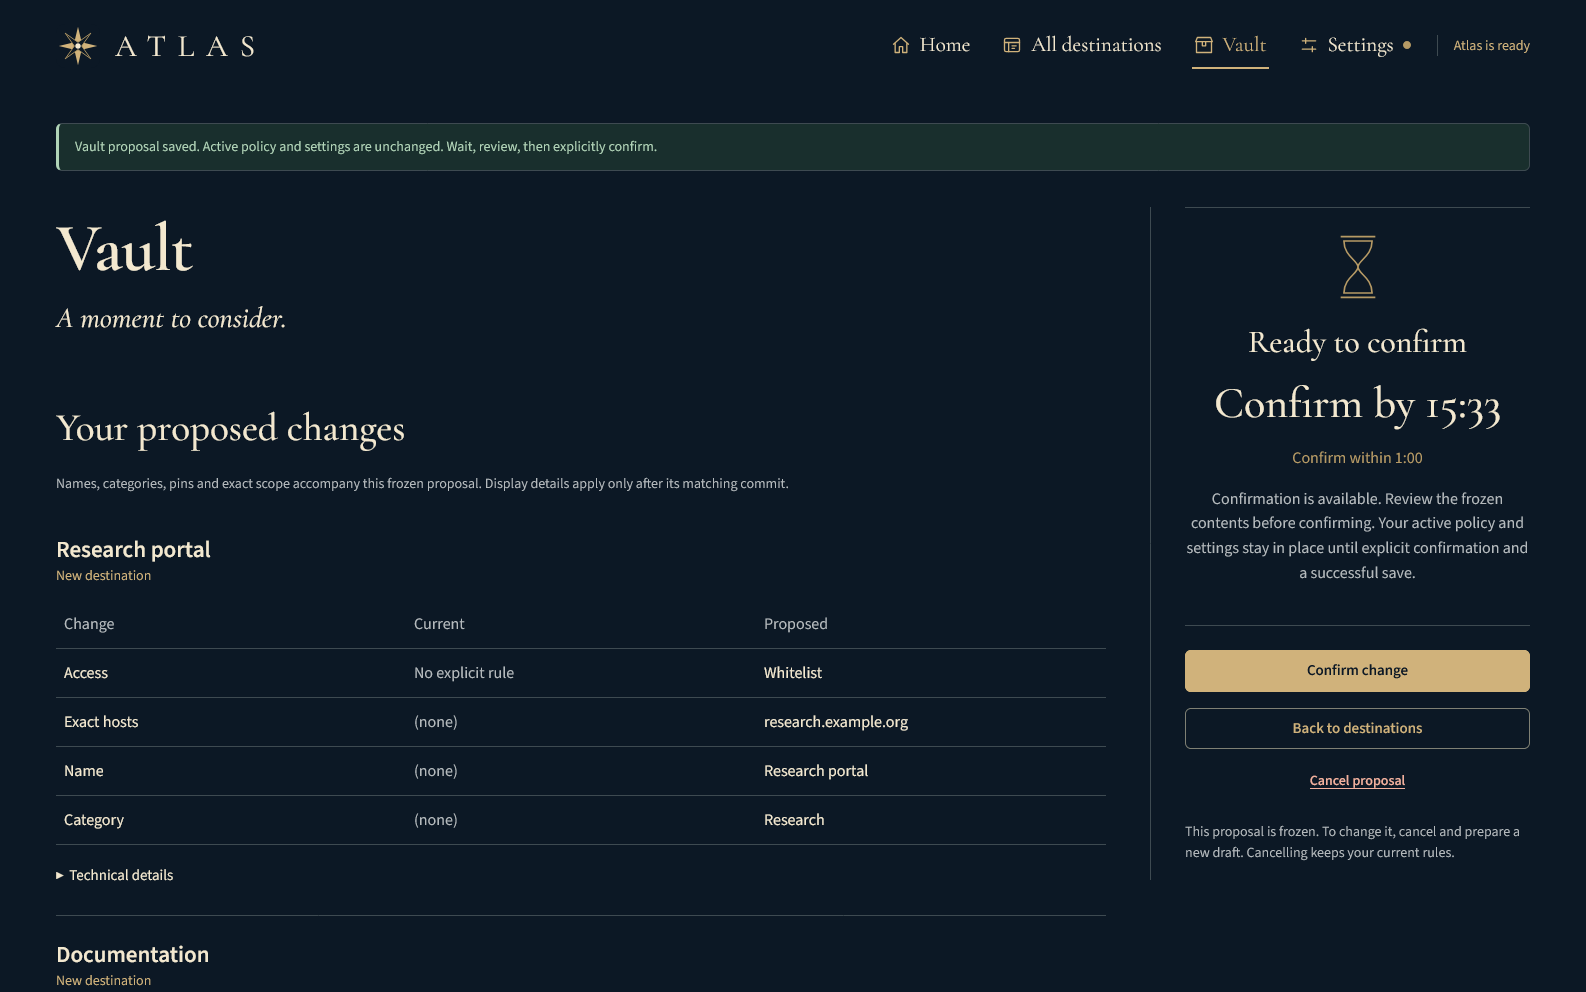 ATLAS
Home
All destinations
Vault
Settings
Atlas is ready
Vault proposal saved. Active policy and settings are unchanged. Wait, review, then explicitly confirm.
Vault
A moment to consider.
Your proposed changes
Names, categories, pins and exact scope accompany this frozen proposal. Display details apply only after its matching commit.
Research portal
New destination
Change Current Proposed
Access No explicit rule Whitelist
Exact hosts (none) research.example.org
Name (none) Research portal
Category (none) Research
Technical details
Documentation
New destination
Ready to confirm
Confirm by 15:33
Confirm within 1:00
Confirmation is available. Review the frozen
contents before confirming. Your active policy and
settings stay in place until explicit confirmation and
a successful save.
Confirm change
Back to destinations
Cancel proposal
This proposal is frozen. To change it, cancel and prepare a
new draft. Cancelling keeps your current rules.